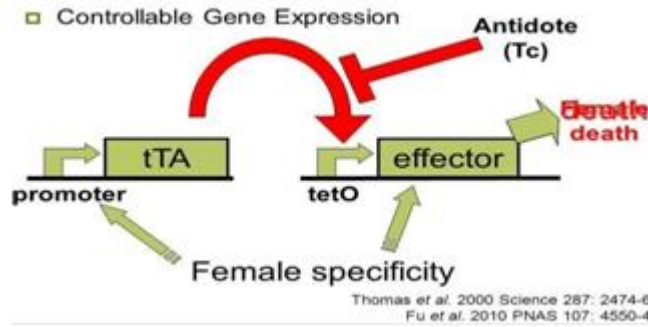 Controllable Gene Expression
Antidote
(Tc)
tTA
effector
death
promoter
tetO
Female specificity
Thomas et al. 2000 Science 287: 2474-6
Fu et al. 2010 PNAS 107: 4550-4